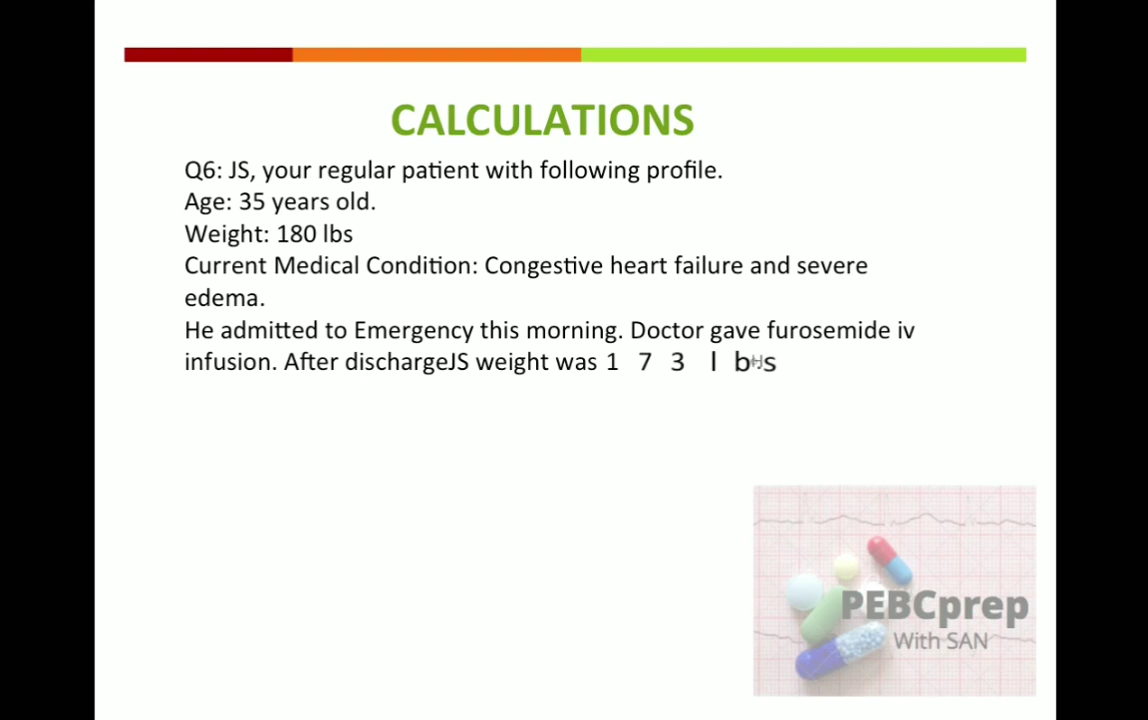 CALCULATIONS
Q6: JS, your regular patient with following profile.
Age: 35 years old.
Weight: 180 lbs
Current Medical Condition: Congestive heart failure and severe
edema.
He admitted to Emergency this morning. Doctor gave furosemide iv
infusion. After dischargeJS weight was 1 7 3 l b s
PEBCprep
With SAN